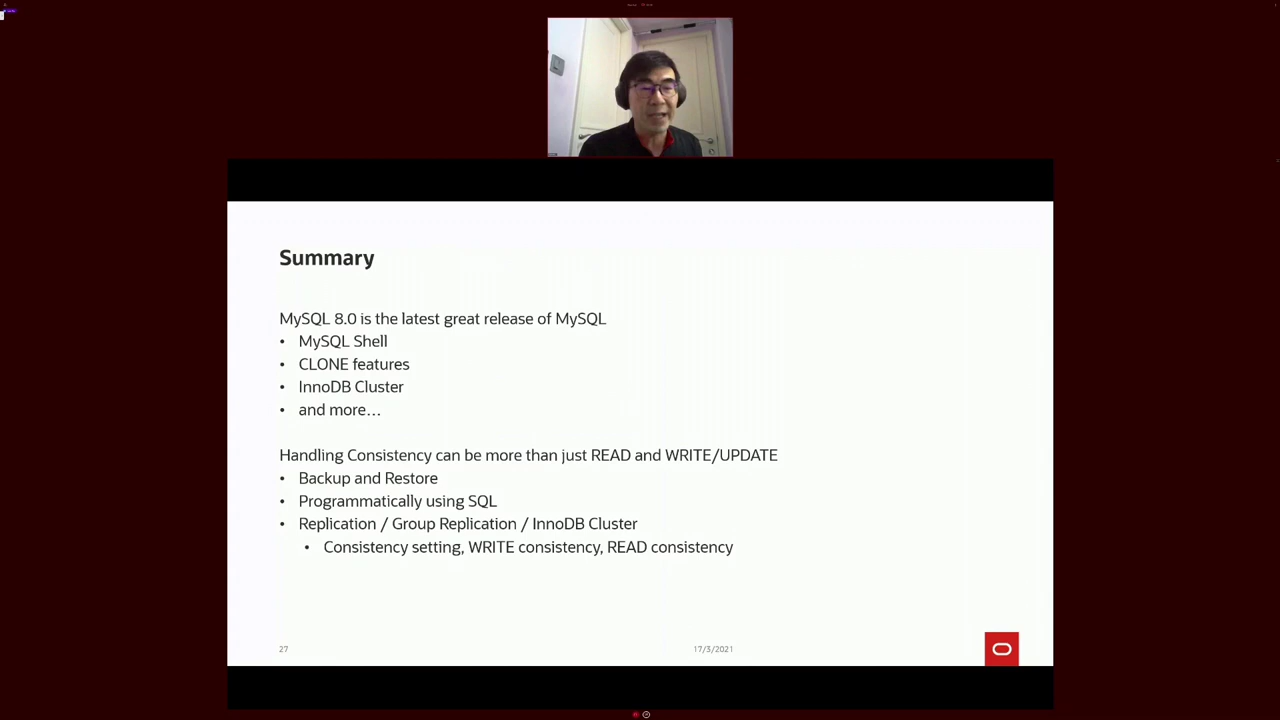 Summary
MySQL 8.0 is the latest great release of MySQL
• MySQL Shell
• CLONE features
• InnoDB Cluster
• and more...
Handling Consistency can be more than just READ and WRITE/UPDATE
• Backup and Restore
• Programmatically using SQL
• Replication / Group Replication / InnoDB Cluster
• Consistency setting, WRITE consistency, READ consistency
27
17/3/2021